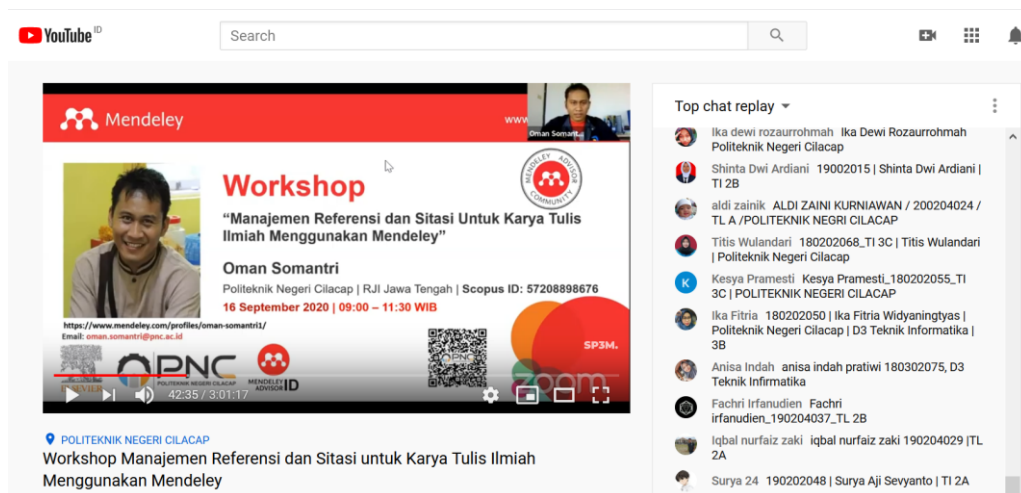 YouTube ID
Search
Mendeley
www
Oman Somant...
MENDELEY ADVISOR COMMUNITY
Workshop
“Manajemen Referensi dan Sitasi Untuk Karya Tulis
Ilmiah Menggunakan Mendeley”
Oman Somantri
Politeknik Negeri Cilacap | RJI Jawa Tengah | Scopus ID: 57208898676
16 September 2020 | 09:00 – 11:30 WIB
https://www.mendeley.com/profiles/oman-somantri1/
Email: oman.somantri@pnc.ac.id
SP3M.
ELSEVIER
PNC
POLITEKNIK NEGERI CILACAP
MENDELEY ADVISOR ID
PNC
zoom
42:35 / 3:01:17
POLITEKNIK NEGERI CILACAP
Workshop Manajemen Referensi dan Sitasi untuk Karya Tulis Ilmiah
Menggunakan Mendeley
Top chat replay
Ika dewi rozaurrohmah Ika Dewi Rozaurrohmah
Politeknik Negeri Cilacap
Shinta Dwi Ardiani 19002015 | Shinta Dwi Ardiani |
TI 2B
aldi zainik ALDI ZAINI KURNIAWAN / 200204024 /
TL A /POLITEKNIK NEGRI CILACAP
Titis Wulandari 180202068_TI 3C | Titis Wulandari
| Politeknik Negeri Cilacap
K
Kesya Pramesti Kesya Pramesti_180202055_TI
3C | POLITEKNIK NEGERI CILACAP
Ika Fitria 180202050 | Ika Fitria Widyaningtyas |
Politeknik Negeri Cilacap | D3 Teknik Informatika |
3B
Anisa Indah anisa indah pratiwi 180302075, D3
Teknik Infirmatika
Fachri Irfanudien Fachri
irfanudien_190204037_TL 2B
Iqbal nurfaiz zaki iqbal nurfaiz zaki 190204029 |TL
2A
Surya 24 190202048 | Surya Aji Sevyanto | TI 2A